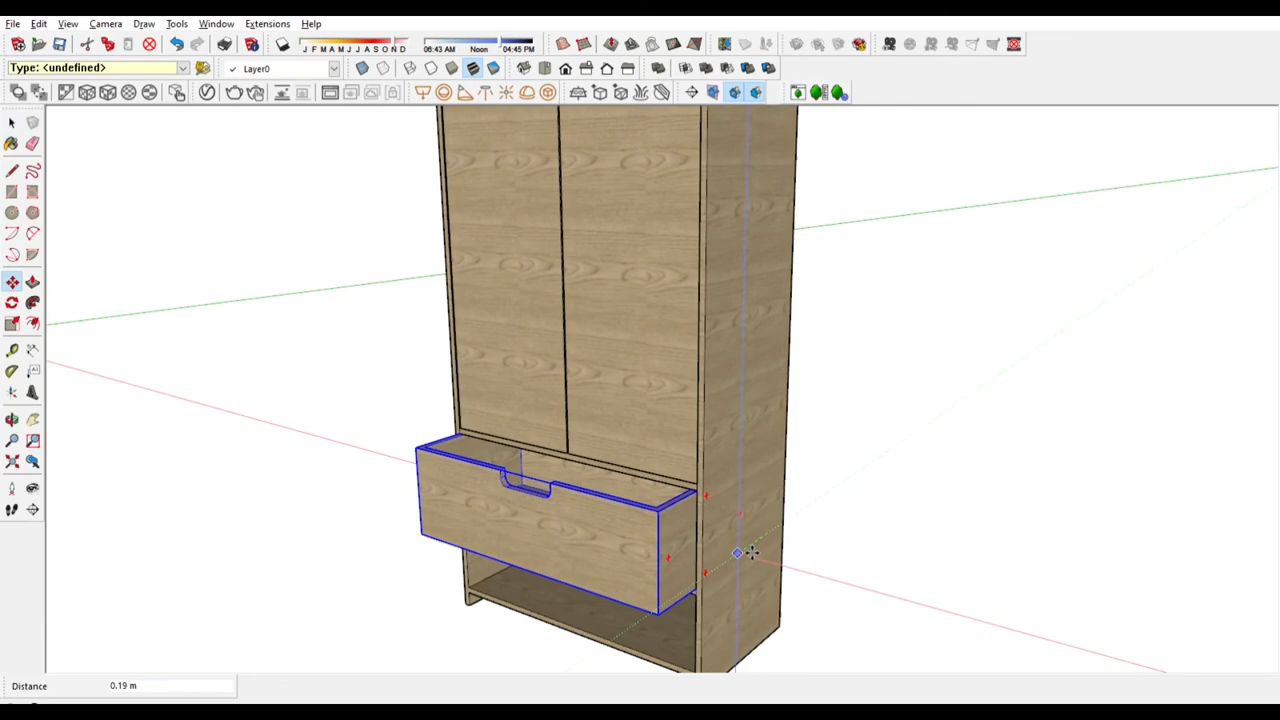 File Edit View Camera Draw Tools Window Extensions Help
J F M A M J J A S O N D 06:43 AM Noon 04:45 PM
Type: <undefined> Layer0
Distance 0.19 m